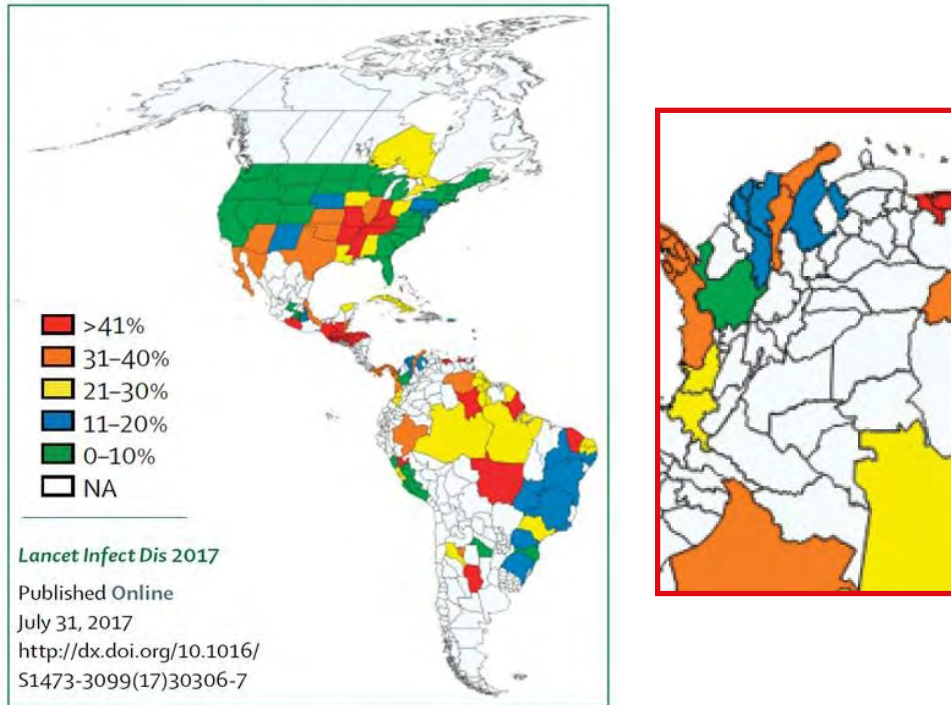 >41%
31–40%
21–30%
11–20%
0–10%
NA
Lancet Infect Dis 2017
Published Online
July 31, 2017
http://dx.doi.org/10.1016/
S1473-3099(17)30306-7